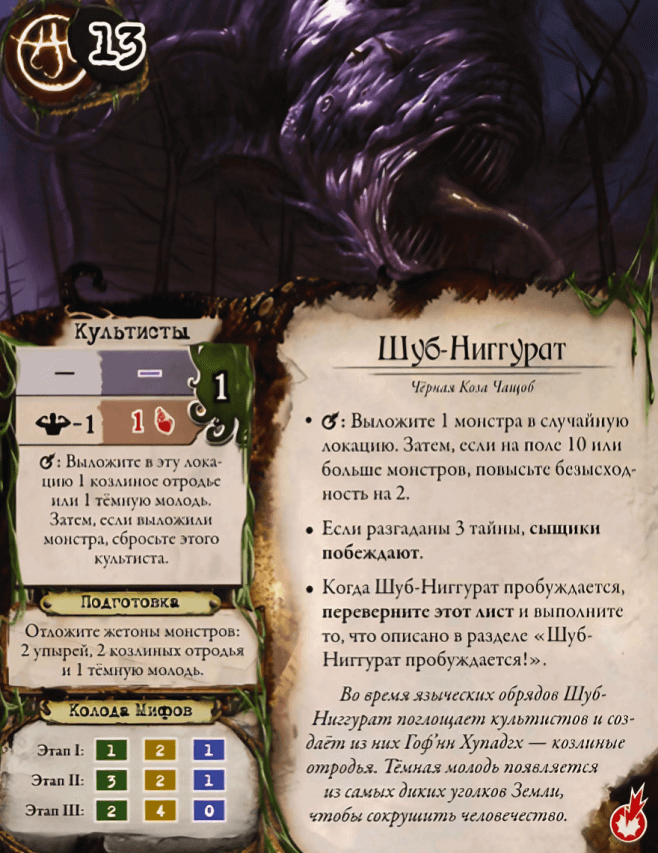 13
Культисты
— —
1
-1 1
: Выложите в эту лока-
цию 1 козлиное отродье
или 1 тёмную молодь.
Затем, если выложили
монстра, сбросьте этого
культиста.
Подготовка
Отложите жетоны монстров:
2 упырей, 2 козлиных отродья
и 1 тёмную молодь.
Колода Мифов
Этап I: 1 2 1
Этап II: 3 2 1
Этап III: 2 4 0
Шуб-Ниггурат
Чёрная Коза Чащоб
• : Выложите 1 монстра в случайную
локацию. Затем, если на поле 10 или
больше монстров, повысьте безысход-
ность на 2.
• Если разгаданы 3 тайны, сыщики
побеждают.
• Когда Шуб-Ниггурат пробуждается,
переверните этот лист и выполните
то, что описано в разделе «Шуб-
Ниггурат пробуждается!».
Во время языческих обрядов Шуб-
Ниггурат поглощает культистов и соз-
даёт из них Гоф'нн Хупадгх — козлиные
отродья. Тёмная молодь появляется
из самых диких уголков Земли,
чтобы сокрушить человечество.